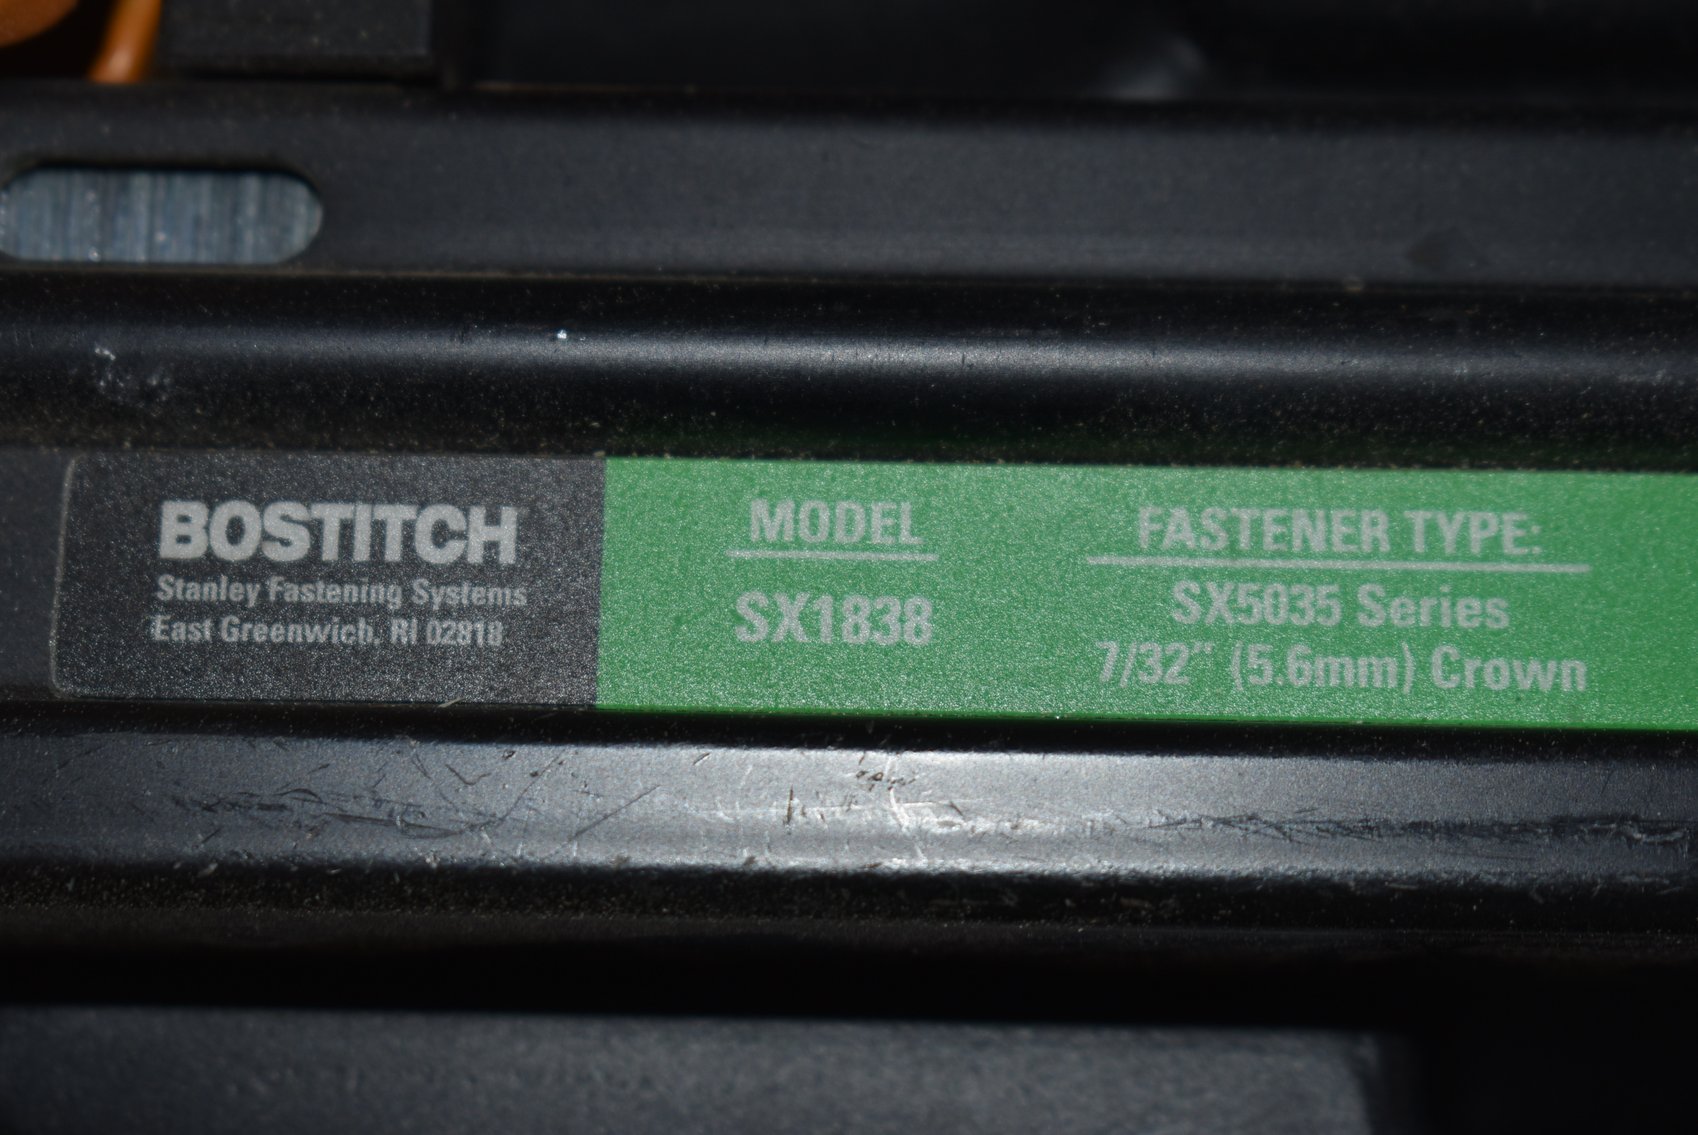 BOSTITCH
Stanley Fastening Systems
East Greenwich, RI 02818
MODEL
SX1838
FASTENER TYPE:
SX5035 Series
7/32" (5.6mm) Crown